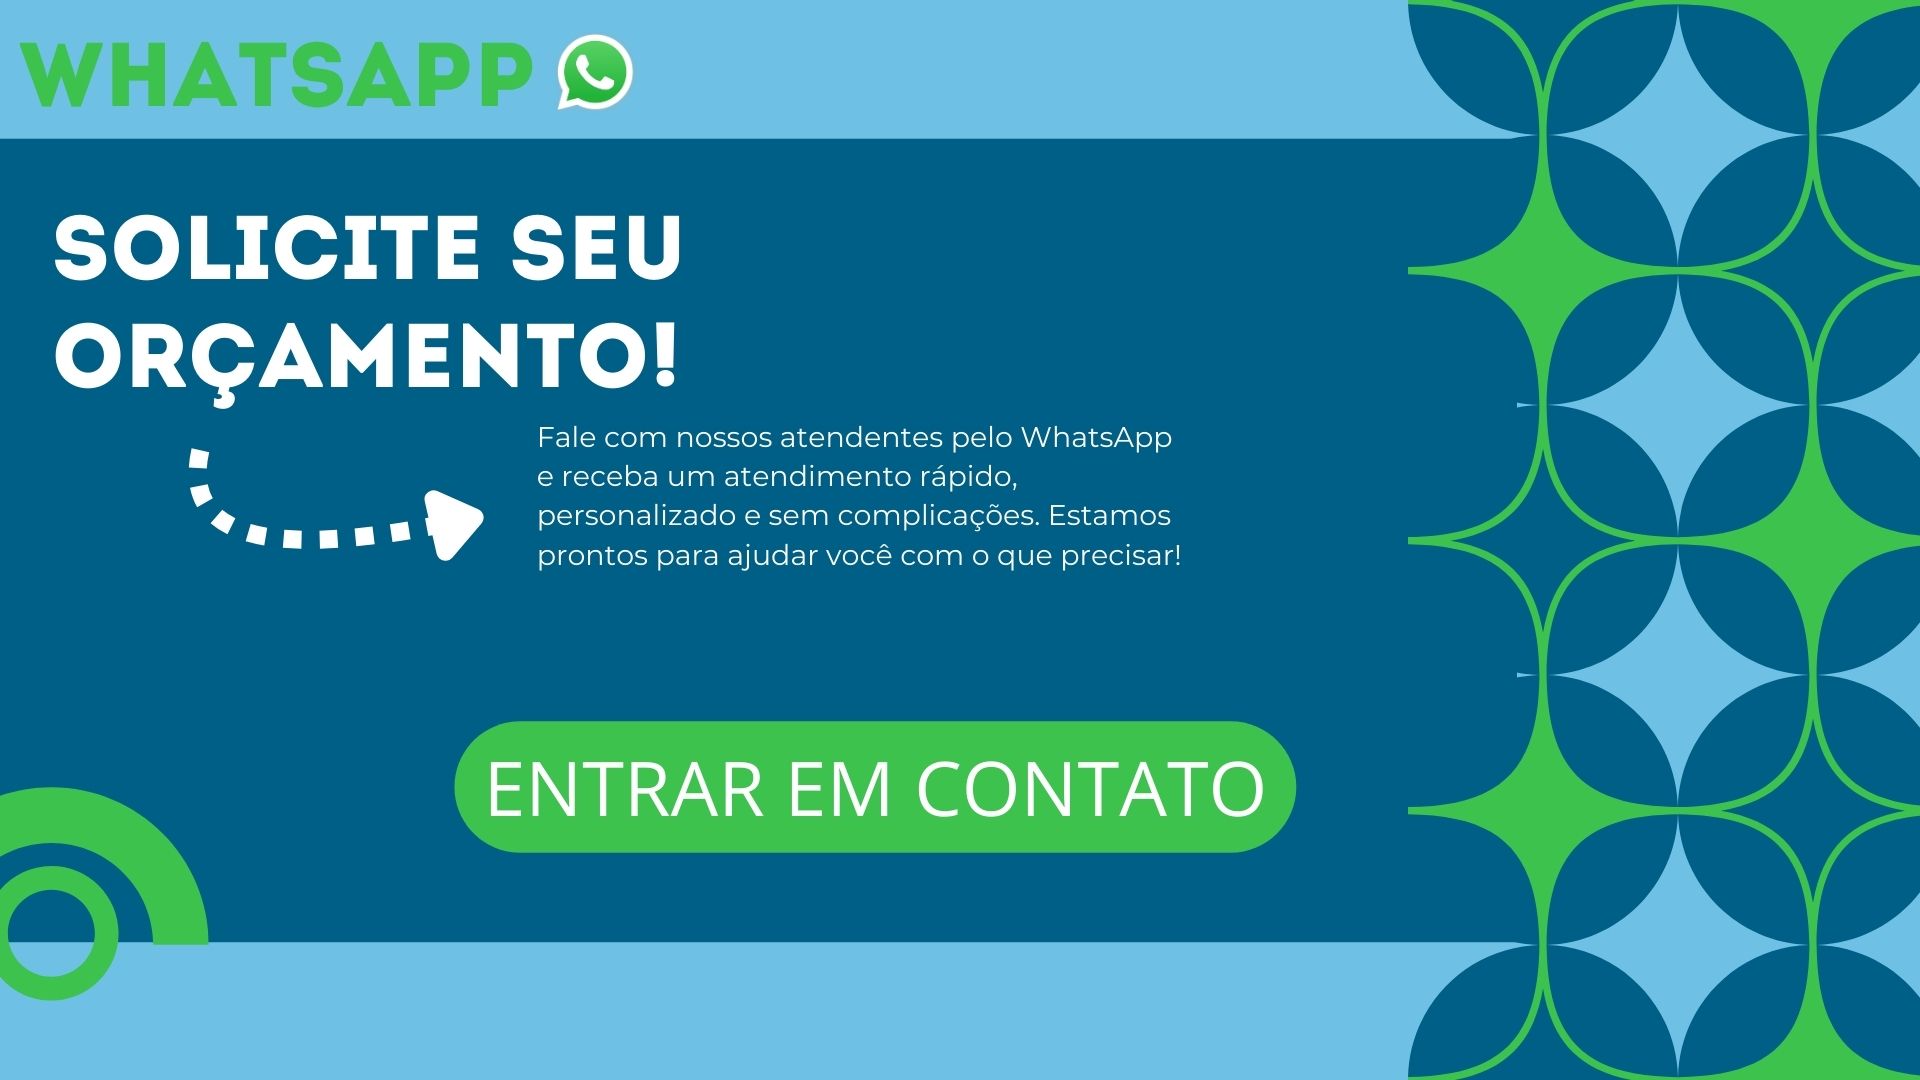 WHATSAPP
SOLICITE SEU
ORÇAMENTO!
Fale com nossos atendentes pelo WhatsApp
e receba um atendimento rápido,
personalizado e sem complicações. Estamos
prontos para ajudar você com o que precisar!
ENTRAR EM CONTATO